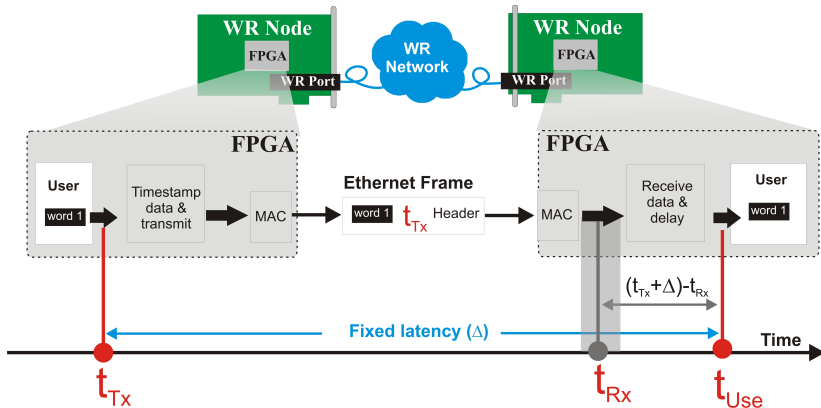 WR Node
FPGA
WR Port
WR
Network
WR Node
FPGA
WR Port
FPGA
User
word 1
Timestamp
data &
transmit
MAC
Ethernet Frame
word 1 tTx Header
FPGA
MAC
Receive
data &
delay
User
word 1
(tTx+Δ)-tRx
Fixed latency (Δ)
Time
tTx
tRx
tUse